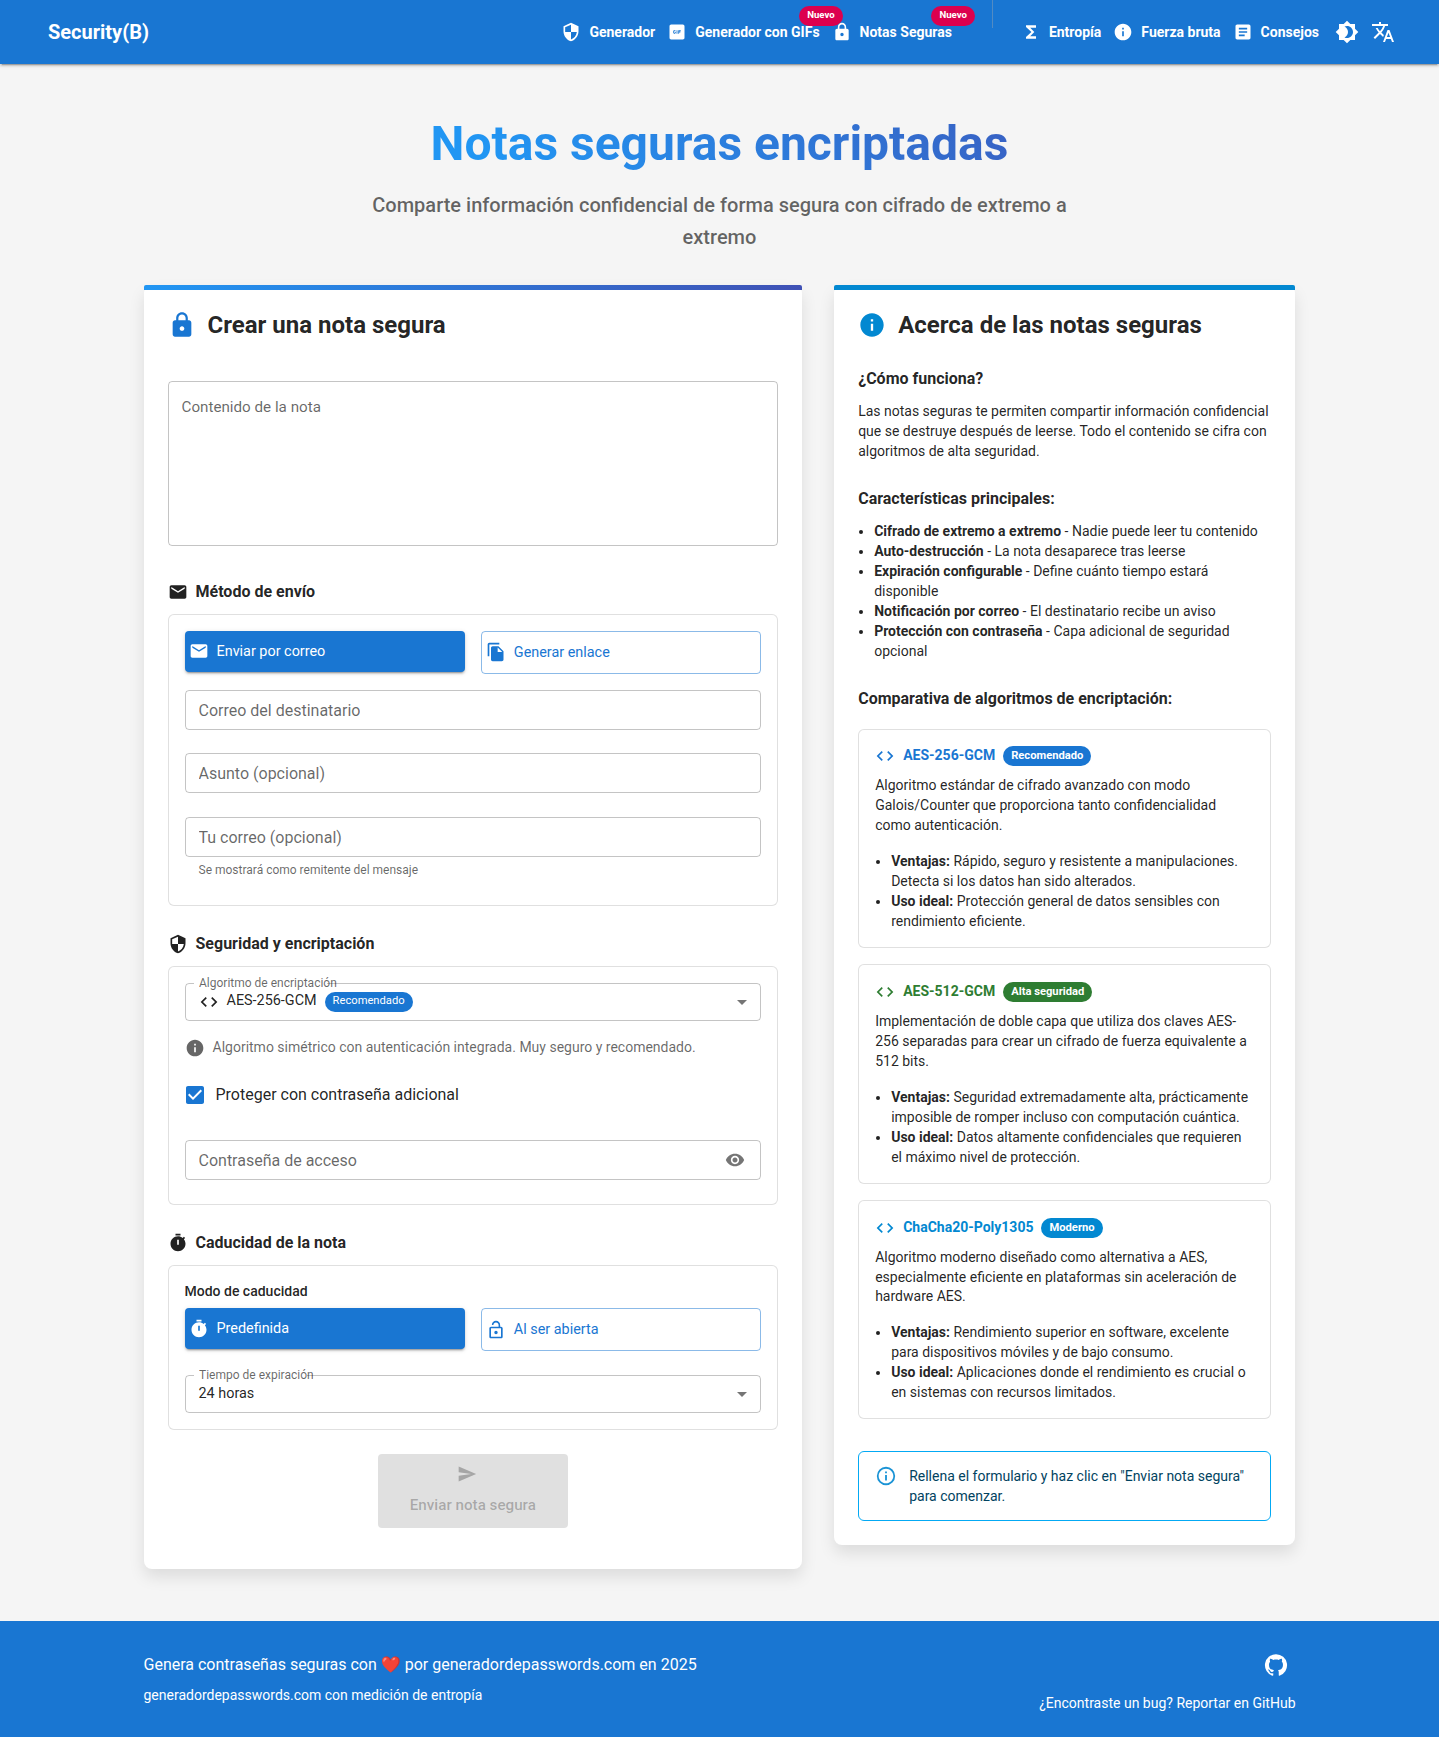 Security(B)
Generador
Generador con GIFs
Nuevo
Notas Seguras
Nuevo
Entropía
Fuerza bruta
Consejos
Notas seguras encriptadas
Comparte información confidencial de forma segura con cifrado de extremo a
extremo
Crear una nota segura
Contenido de la nota
Método de envío
Enviar por correo
Generar enlace
Correo del destinatario
Asunto (opcional)
Tu correo (opcional)
Se mostrará como remitente del mensaje
Seguridad y encriptación
Algoritmo de encriptación
AES-256-GCM Recomendado
Algoritmo simétrico con autenticación integrada. Muy seguro y recomendado.
Proteger con contraseña adicional
Contraseña de acceso
Caducidad de la nota
Modo de caducidad
Predefinida
Al ser abierta
Tiempo de expiración
24 horas
Enviar nota segura
Acerca de las notas seguras
¿Cómo funciona?
Las notas seguras te permiten compartir información confidencial
que se destruye después de leerse. Todo el contenido se cifra con
algoritmos de alta seguridad.
Características principales:
• Cifrado de extremo a extremo - Nadie puede leer tu contenido
• Auto-destrucción - La nota desaparece tras leerse
• Expiración configurable - Define cuánto tiempo estará
disponible
• Notificación por correo - El destinatario recibe un aviso
• Protección con contraseña - Capa adicional de seguridad
opcional
Comparativa de algoritmos de encriptación:
AES-256-GCM Recomendado
Algoritmo estándar de cifrado avanzado con modo
Galois/Counter que proporciona tanto confidencialidad
como autenticación.
• Ventajas: Rápido, seguro y resistente a manipulaciones.
Detecta si los datos han sido alterados.
• Uso ideal: Protección general de datos sensibles con
rendimiento eficiente.
AES-512-GCM Alta seguridad
Implementación de doble capa que utiliza dos claves AES-
256 separadas para crear un cifrado de fuerza equivalente a
512 bits.
• Ventajas: Seguridad extremadamente alta, prácticamente
imposible de romper incluso con computación cuántica.
• Uso ideal: Datos altamente confidenciales que requieren
el máximo nivel de protección.
ChaCha20-Poly1305 Moderno
Algoritmo moderno diseñado como alternativa a AES,
especialmente eficiente en plataformas sin aceleración de
hardware AES.
• Ventajas: Rendimiento superior en software, excelente
para dispositivos móviles y de bajo consumo.
• Uso ideal: Aplicaciones donde el rendimiento es crucial o
en sistemas con recursos limitados.
Rellena el formulario y haz clic en "Enviar nota segura"
para comenzar.
Genera contraseñas seguras con ❤️ por generadordepasswords.com en 2025
generadordepasswords.com con medición de entropía
¿Encontraste un bug? Reportar en GitHub